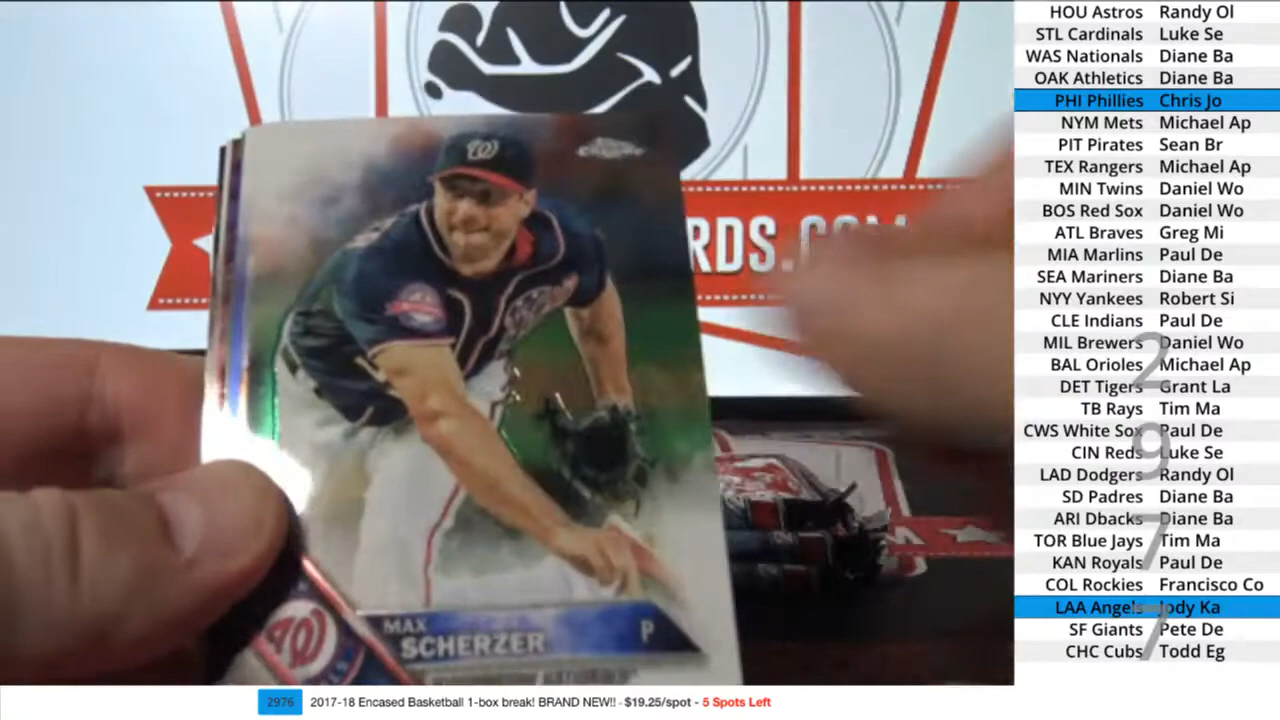 HOU Astros Randy Ol
STL Cardinals Luke Se
WAS Nationals Diane Ba
OAK Athletics Diane Ba
PHI Phillies Chris Jo
NYM Mets Michael Ap
PIT Pirates Sean Br
TEX Rangers Michael Ap
MIN Twins Daniel Wo
BOS Red Sox Daniel Wo
ATL Braves Greg Mi
MIA Marlins Paul De
SEA Mariners Diane Ba
NYY Yankees Robert Si
CLE Indians Paul De
MIL Brewers Daniel Wo
BAL Orioles Michael Ap
DET Tigers Grant La
TB Rays Tim Ma
CWS White Sox Paul De
CIN Reds Luke Se
LAD Dodgers Randy Ol
SD Padres Diane Ba
ARI Dbacks Diane Ba
TOR Blue Jays Tim Ma
KAN Royals Paul De
COL Rockies Francisco Co
LAA Angels Jody Ka
SF Giants Pete De
CHC Cubs Todd Eg
2
9
7
7
W
Chrome
RDS.COM
MAX
SCHERZER P
W
M
2976 2017-18 Encased Basketball 1-box break! BRAND NEW!! - $19.25/spot - 5 Spots Left